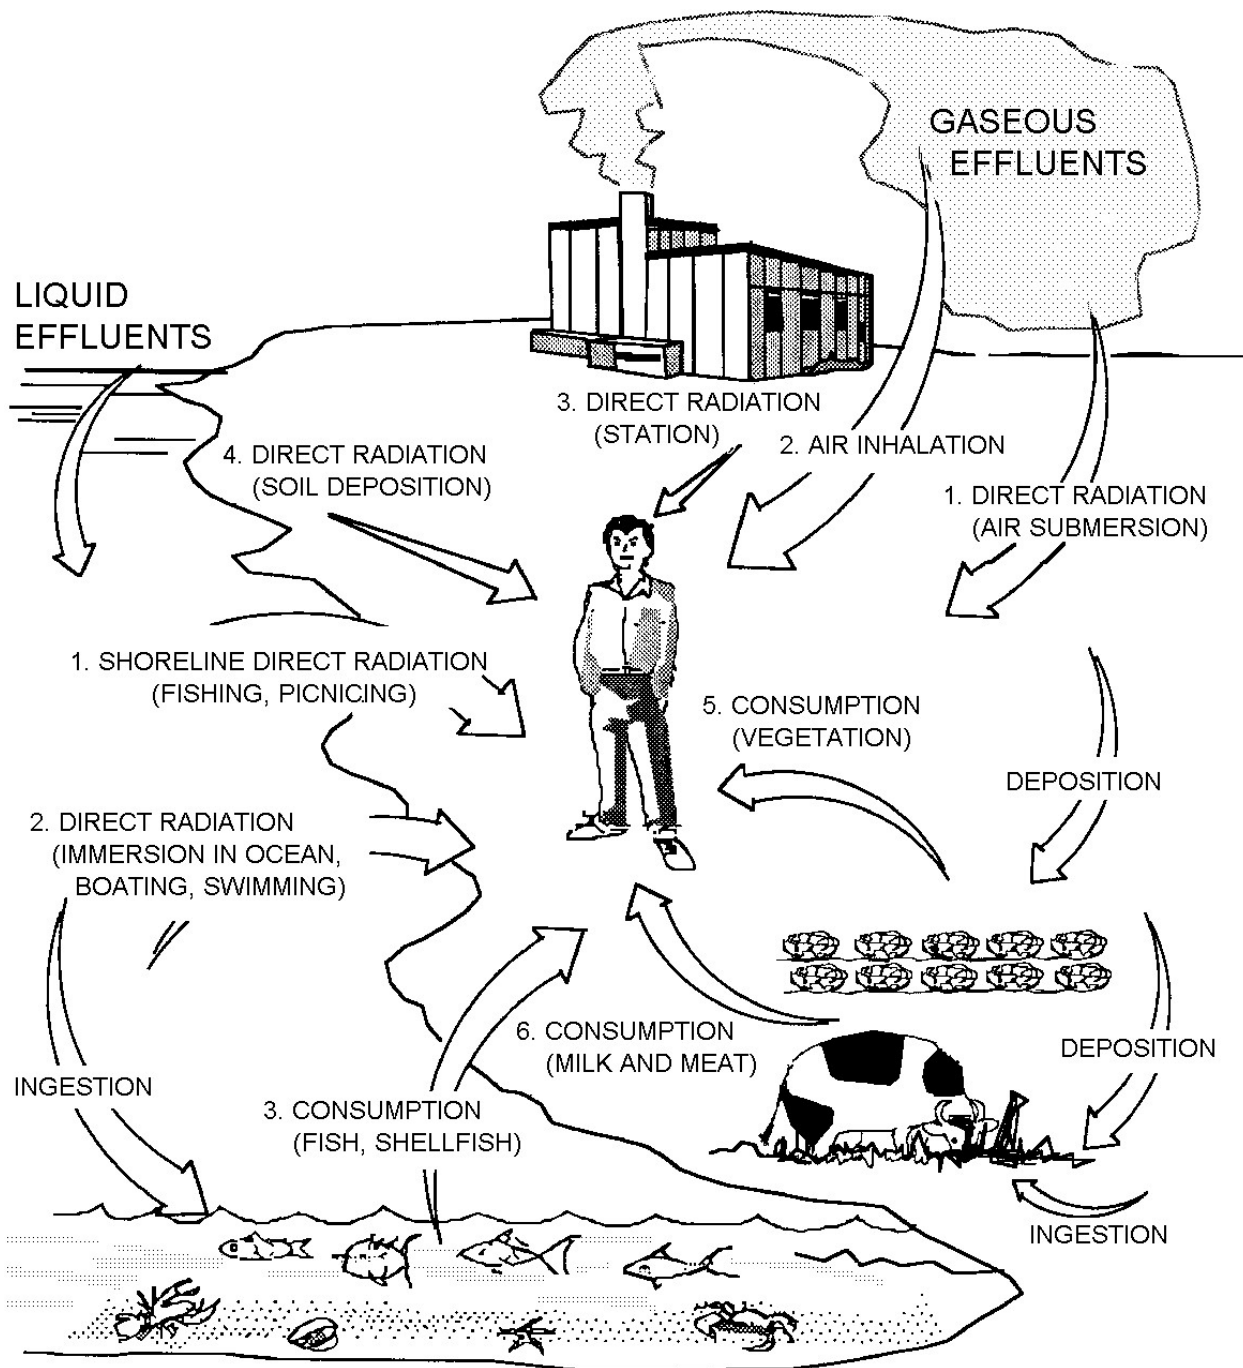 GASEOUS
EFFLUENTS
LIQUID
EFFLUENTS
3. DIRECT RADIATION
(STATION)
2. AIR INHALATION
4. DIRECT RADIATION
(SOIL DEPOSITION)
1. DIRECT RADIATION
(AIR SUBMERSION)
1. SHORELINE DIRECT RADIATION
(FISHING, PICNICING)
5. CONSUMPTION
(VEGETATION)
DEPOSITION
2. DIRECT RADIATION
(IMMERSION IN OCEAN,
BOATING, SWIMMING)
6. CONSUMPTION
(MILK AND MEAT)
DEPOSITION
INGESTION
3. CONSUMPTION
(FISH, SHELLFISH)
INGESTION